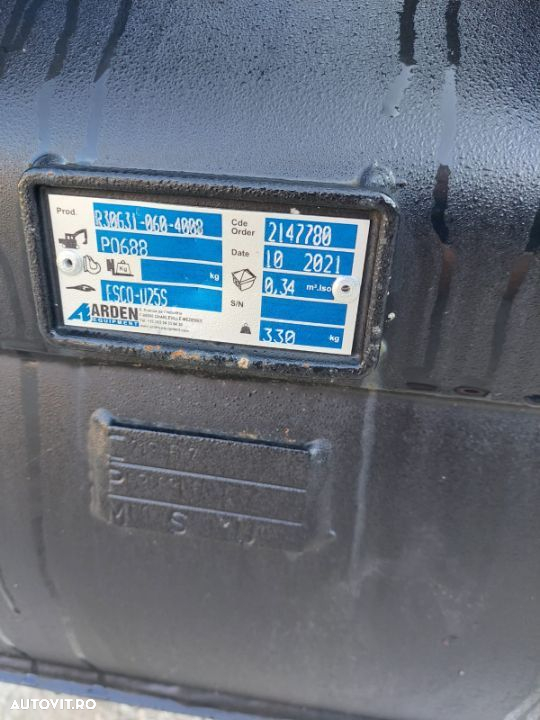 Prod. R30631-060-4008
Cde Order 2147780
P0688
Date 10 2021
kg
0,34 m³.Iso
ESCO-U25S
S/N
ARDEN
EQUIPMENT
330 kg
M S
AUTOVIT.RO